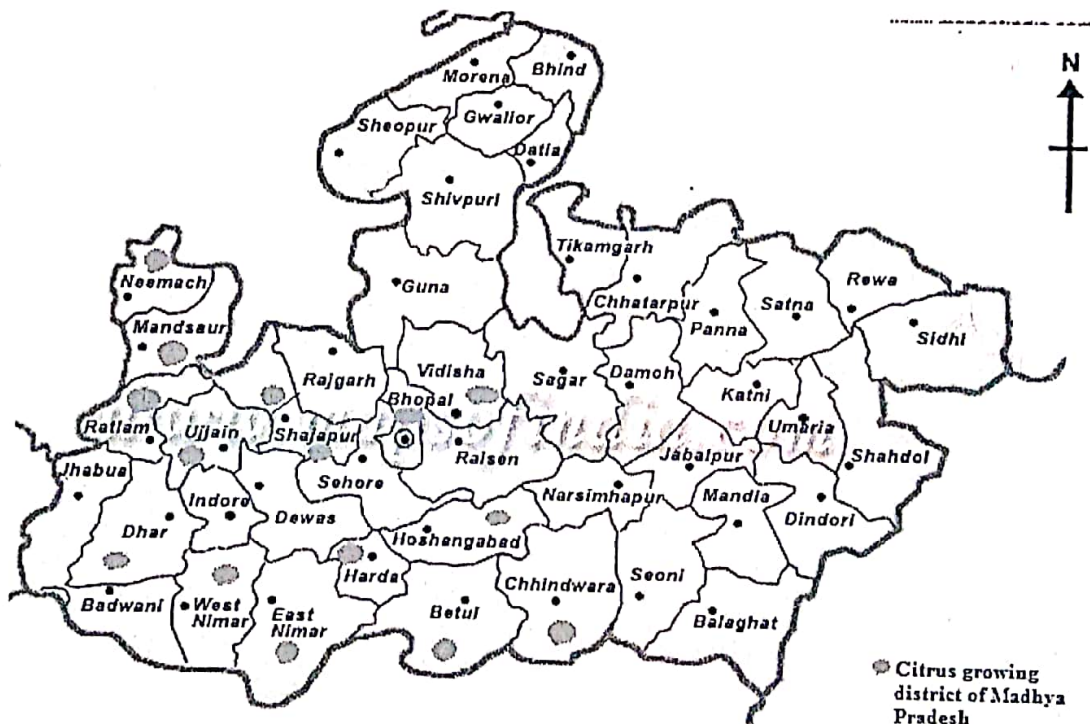 N
Morena
Bhind
Gwalior
Sheopur
Datia
Shivpuri
Tikamgarh
Rewa
Neemach
Guna
Chhatarpur
Satna
Panna
Sidhi
Mandsaur
Rajgarh
Vidisha
Sagar
Damoh
Bhopal
Katni
Ratlam
Ujjain
Shajapur
Umaria
Jhabua
Raisen
Jabalpur
Shahdol
Sehore
Indore
Narsimhapur
Mandla
Dhar
Dewas
Hoshangabad
Dindori
Harda
Chhindwara
Seoni
Badwani
West
Nimar
East
Nimar
Betul
Balaghat
Citrus growing
district of Madhya
Pradesh